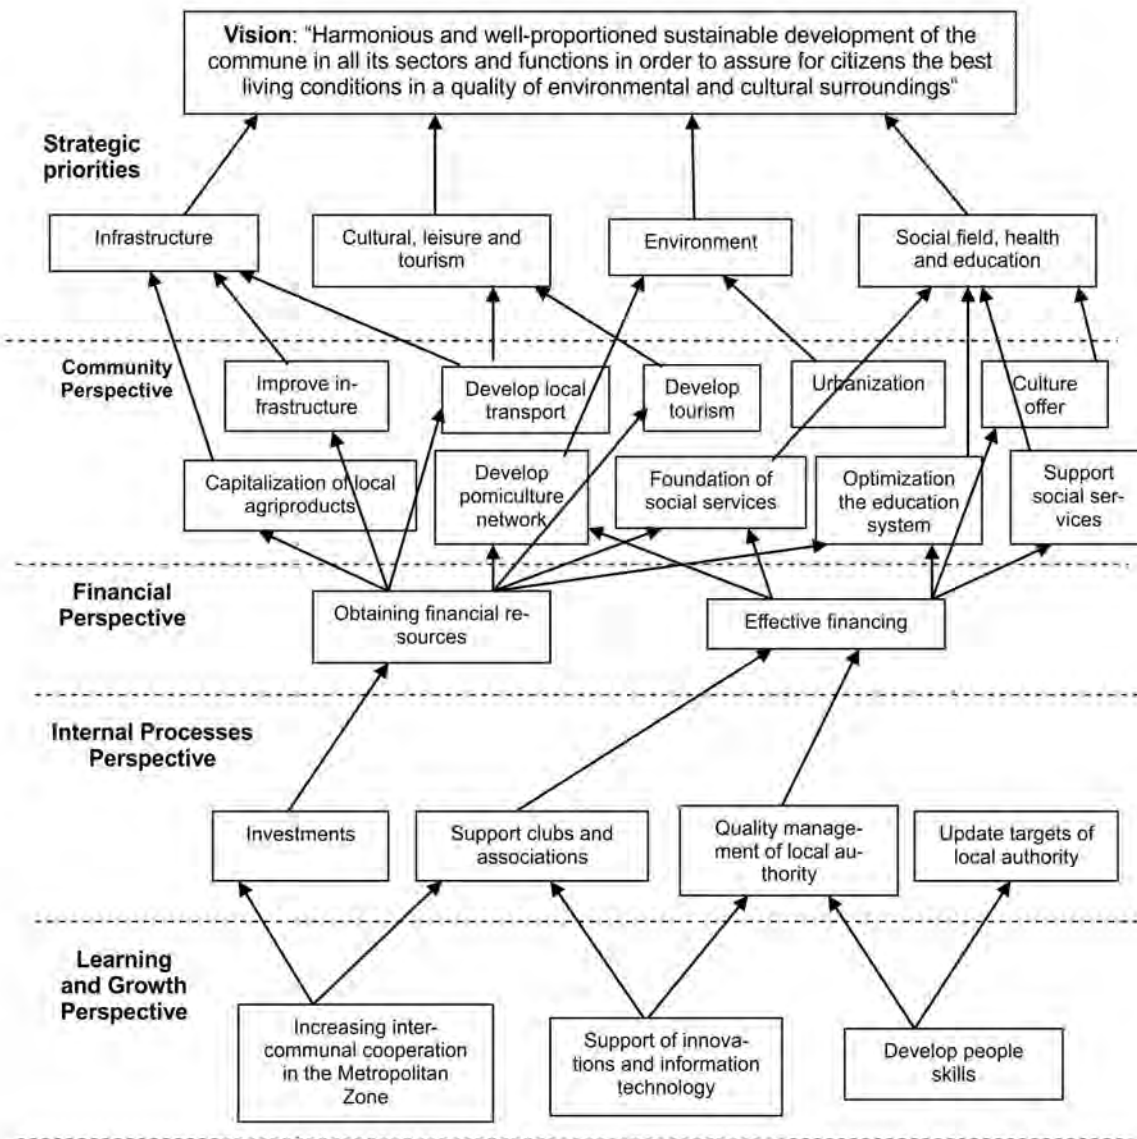 Vision: "Harmonious and well-proportioned sustainable development of the
commune in all its sectors and functions in order to assure for citizens the best
living conditions in a quality of environmental and cultural surroundings"
Strategic
priorities
Infrastructure
Cultural, leisure and
tourism
Environment
Social field, health
and education
Community
Perspective
Improve in-
frastructure
Develop local
transport
Develop
tourism
Urbanization
Culture
offer
Capitalization of local
agriproducts
Develop
pomiculture
network
Foundation of
social services
Optimization
the education
system
Support
social ser-
vices
Financial
Perspective
Obtaining financial re-
sources
Effective financing
Internal Processes
Perspective
Investments
Support clubs and
associations
Quality manage-
ment of local au-
thority
Update targets of
local authority
Learning
and Growth
Perspective
Increasing inter-
communal cooperation
in the Metropolitan
Zone
Support of innova-
tions and information
technology
Develop people
skills